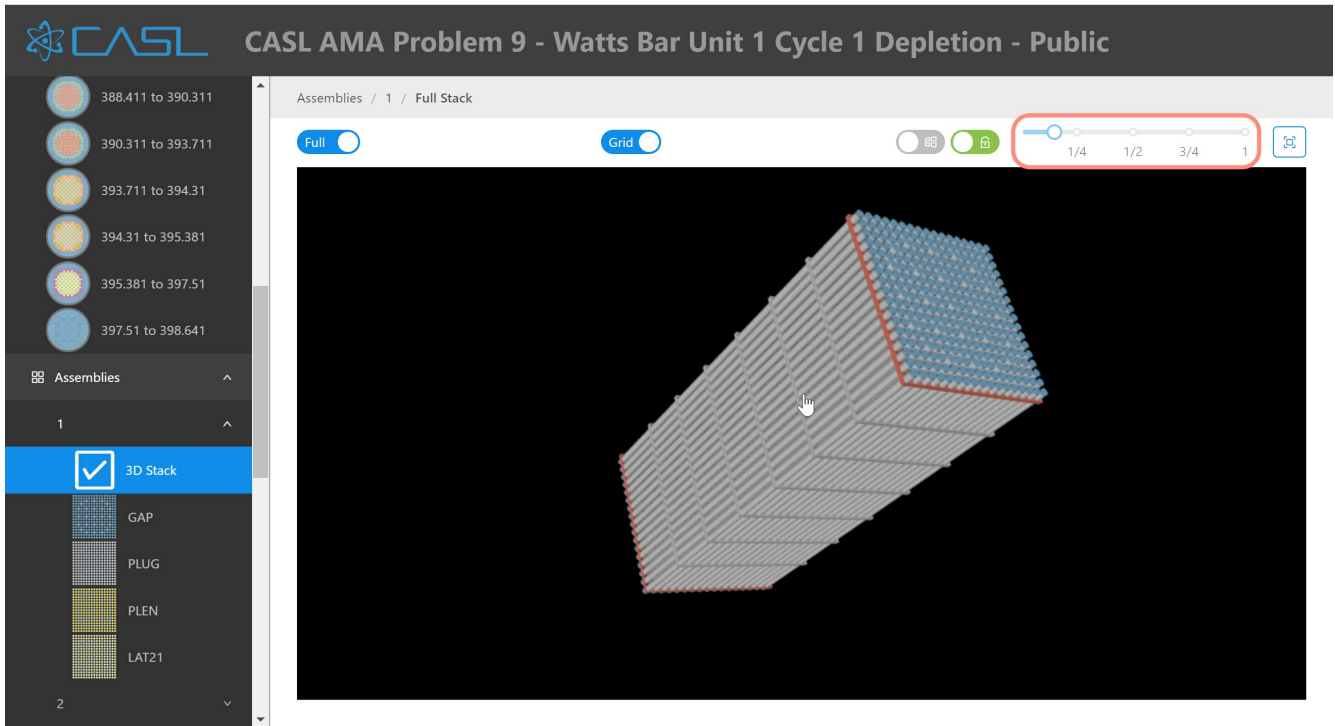 CASL
CASL AMA Problem 9 - Watts Bar Unit 1 Cycle 1 Depletion - Public
388.411 to 390.311
390.311 to 393.711
393.711 to 394.31
394.31 to 395.381
395.381 to 397.51
397.51 to 398.641
Assemblies
1
3D Stack
GAP
PLUG
PLEN
LAT21
2
Assemblies / 1 / Full Stack
Full
Grid
1/4 1/2 3/4 1